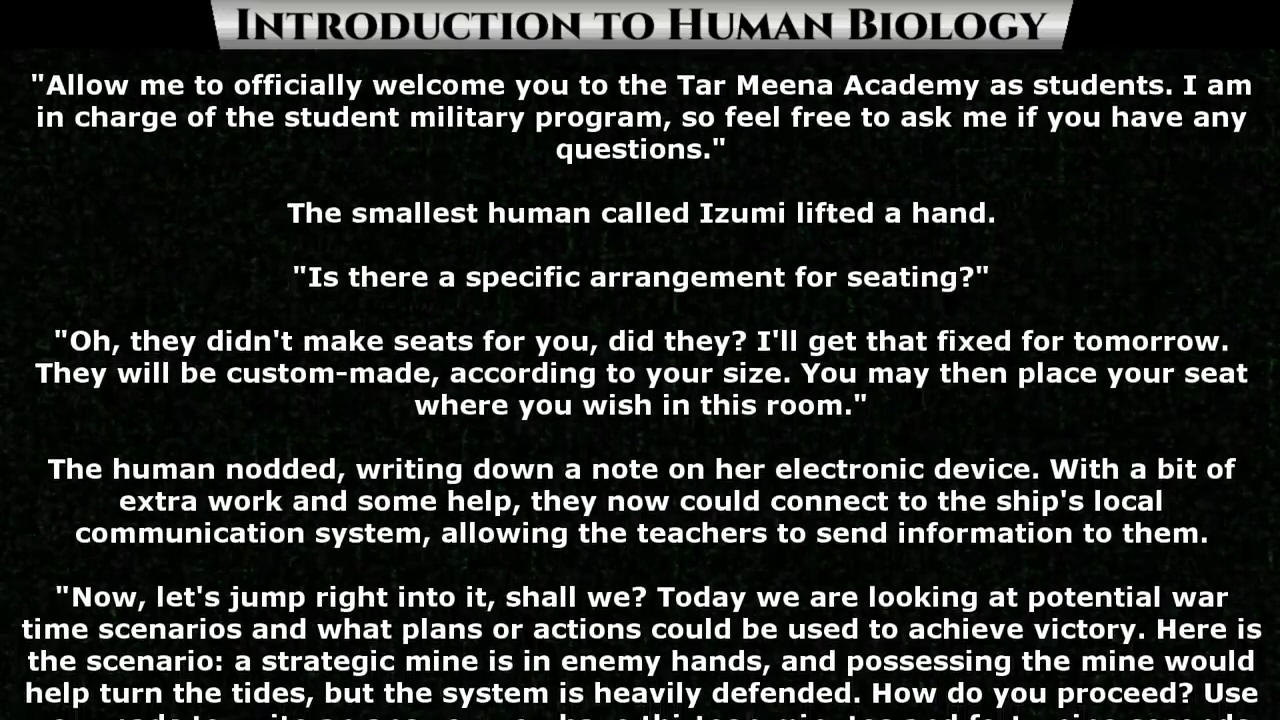 Introduction to Human Biology
"Allow me to officially welcome you to the Tar Meena Academy as students. I am
in charge of the student military program, so feel free to ask me if you have any
questions."
The smallest human called Izumi lifted a hand.
"Is there a specific arrangement for seating?"
"Oh, they didn't make seats for you, did they? I'll get that fixed for tomorrow.
They will be custom-made, according to your size. You may then place your seat
where you wish in this room."
The human nodded, writing down a note on her electronic device. With a bit of
extra work and some help, they now could connect to the ship's local
communication system, allowing the teachers to send information to them.
"Now, let's jump right into it, shall we? Today we are looking at potential war
time scenarios and what plans or actions could be used to achieve victory. Here is
the scenario: a strategic mine is in enemy hands, and possessing the mine would
help turn the tides, but the system is heavily defended. How do you proceed? Use